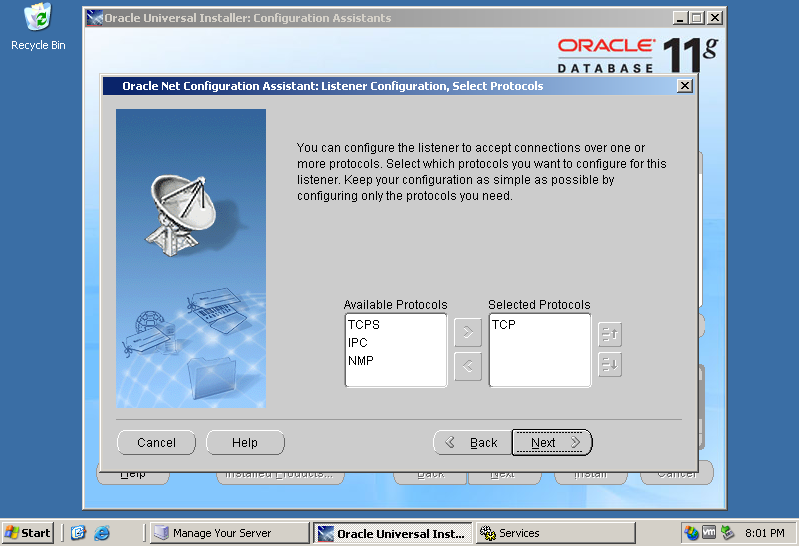 Recycle Bin
Oracle Universal Installer: Configuration Assistants
ORACLE
DATABASE
11g
Oracle Net Configuration Assistant: Listener Configuration, Select Protocols
You can configure the listener to accept connections over one or
more protocols. Select which protocols you want to configure for this
listener. Keep your configuration as simple as possible by
configuring only the protocols you need.
Available Protocols
Selected Protocols
TCPS
IPC
NMP
TCP
Cancel
Help
Back
Next
Help
Installed Products...
Back
Next
Install
Cancel
Start
Manage Your Server
Oracle Universal Inst...
Services
vm
8:01 PM